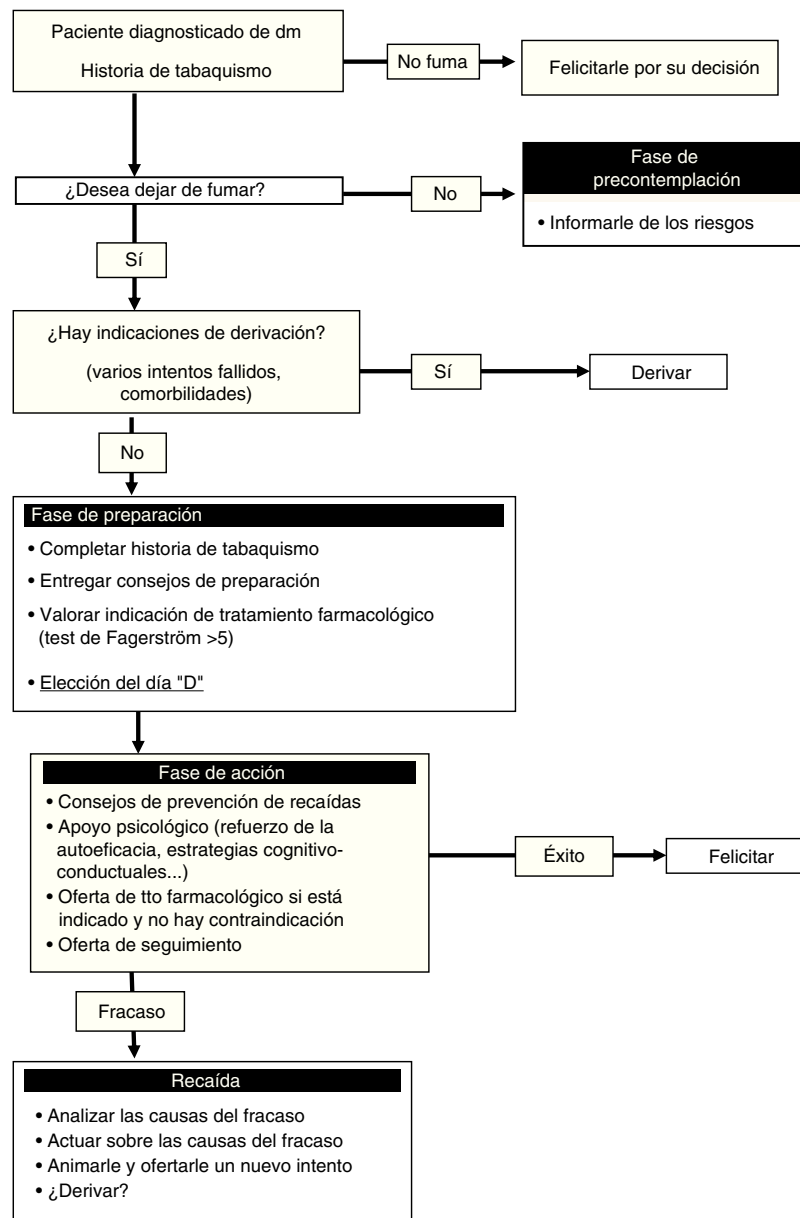 Paciente diagnosticado de dm
Historia de tabaquismo
No fuma
Felicitarle por su decisión
¿Desea dejar de fumar?
No
Fase de
precontemplación
• Informarle de los riesgos
Sí
¿Hay indicaciones de derivación?
(varios intentos fallidos,
comorbilidades)
Sí
Derivar
No
Fase de preparación
• Completar historia de tabaquismo
• Entregar consejos de preparación
• Valorar indicación de tratamiento farmacológico
(test de Fagerström >5)
• Elección del día "D"
Fase de acción
• Consejos de prevención de recaídas
• Apoyo psicológico (refuerzo de la
autoeficacia, estrategias cognitivo-
conductuales...)
• Oferta de tto farmacológico si está
indicado y no hay contraindicación
• Oferta de seguimiento
Éxito
Felicitar
Fracaso
Recaída
• Analizar las causas del fracaso
• Actuar sobre las causas del fracaso
• Animarle y ofertarle un nuevo intento
• ¿Derivar?